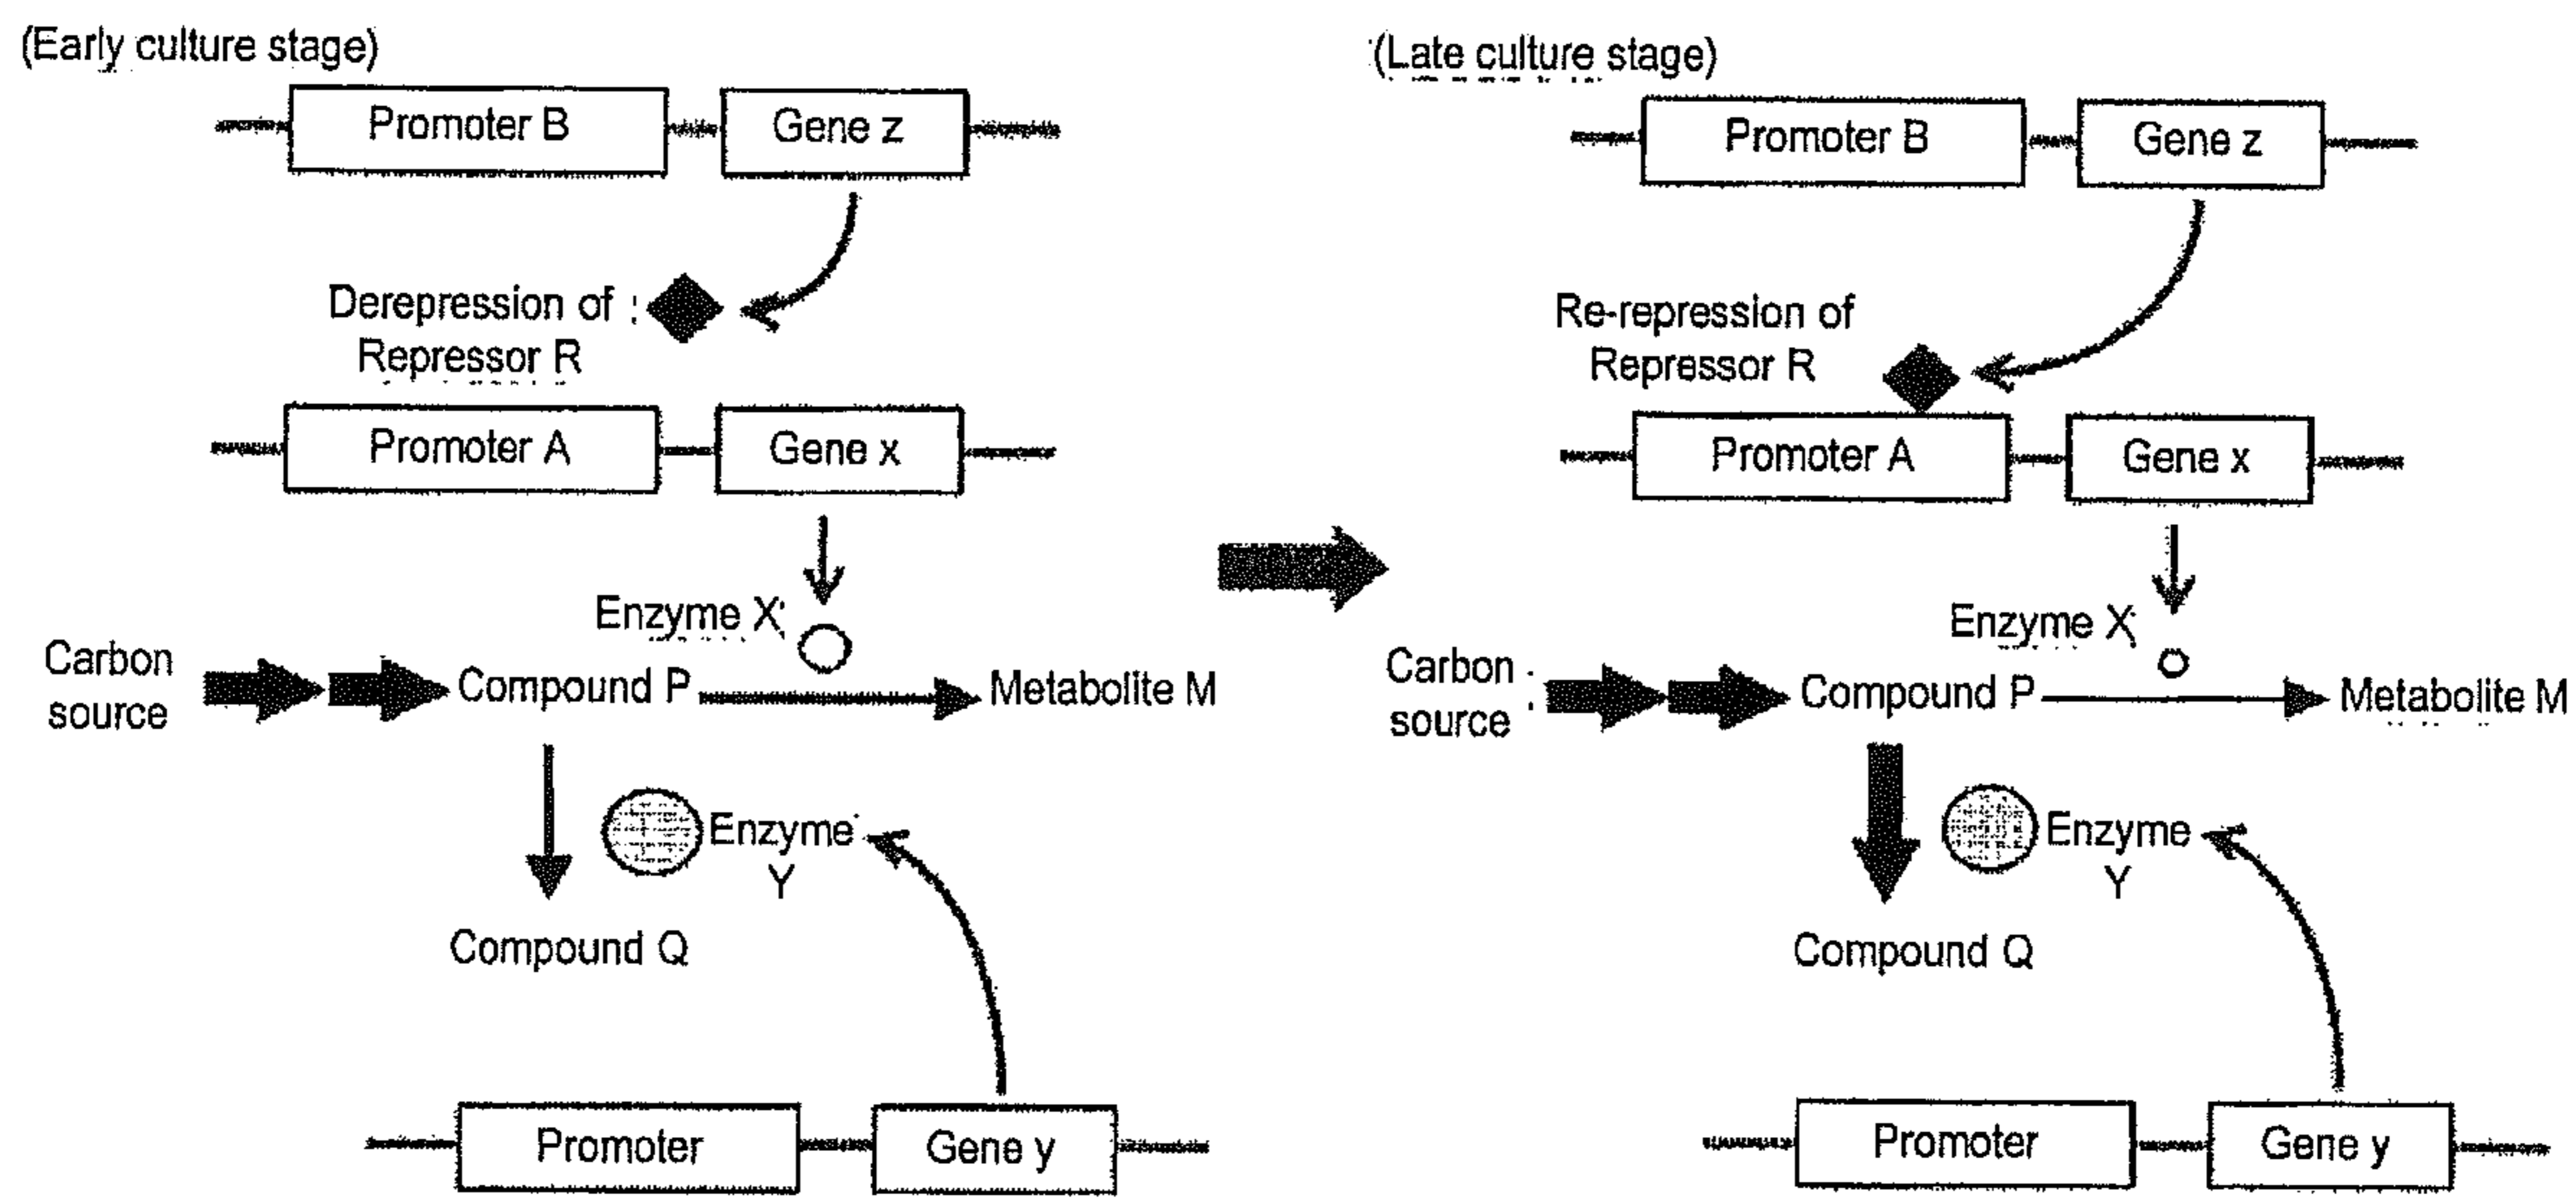 (Early culture stage)
Promoter B
Gene z
Derepression of
Repressor R
Promoter A
Gene x
Enzyme X
Carbon
source
Compound P
Metabolite M
Enzyme
Y
Compound Q
Promoter
Gene y
(Late culture stage)
Promoter B
Gene z
Re-repression of
Repressor R
Promoter A
Gene x
Enzyme X
Carbon
source
Compound P
Metabolite M
Enzyme
Y
Compound Q
Promoter
Gene y